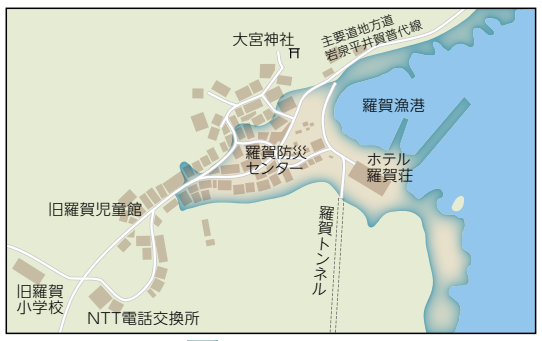 大宮神社
主要道地方道
岩泉平井賀普代線
羅賀漁港
羅賀防災
センター
ホテル
羅賀荘
旧羅賀児童館
羅賀トンネル
旧羅賀
小学校
NTT電話交換所